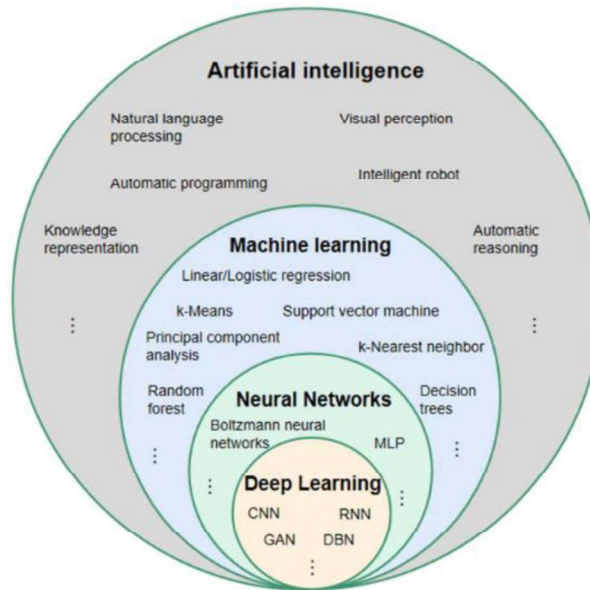 Artificial intelligence
Natural language
processing
Visual perception
Automatic programming
Intelligent robot
Knowledge
representation
Automatic
reasoning
Machine learning
Linear/Logistic regression
k-Means
Support vector machine
Principal component
analysis
k-Nearest neighbor
Random
forest
Decision
trees
Neural Networks
Boltzmann neural
networks
MLP
Deep Learning
CNN
RNN
GAN
DBN